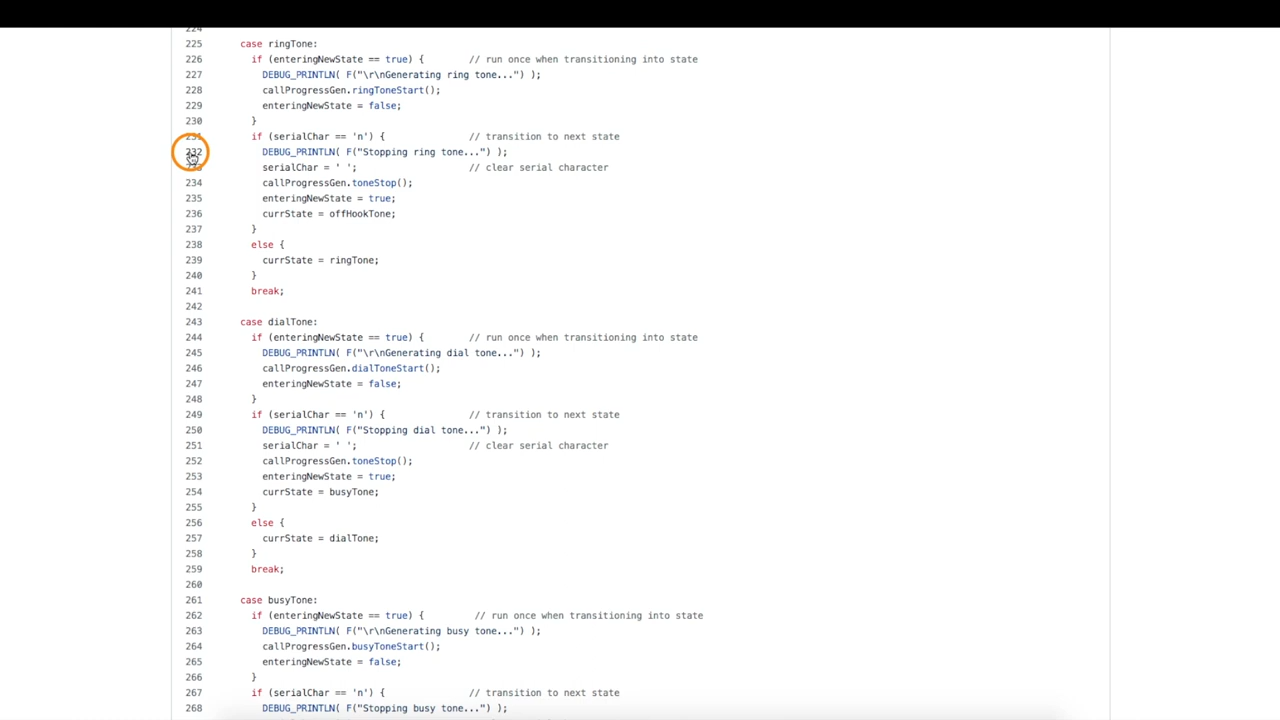 224
225 case ringTone:
226 if (enteringNewState == true) { // run once when transitioning into state
227 DEBUG_PRINTLN( F("\r\nGenerating ring tone...") );
228 callProgressGen.ringToneStart();
229 enteringNewState = false;
230 }
231 if (serialChar == 'n') { // transition to next state
232 DEBUG_PRINTLN( F("Stopping ring tone...") );
233 serialChar = ' '; // clear serial character
234 callProgressGen.toneStop();
235 enteringNewState = true;
236 currState = offHookTone;
237 }
238 else {
239 currState = ringTone;
240 }
241 break;
242
243 case dialTone:
244 if (enteringNewState == true) { // run once when transitioning into state
245 DEBUG_PRINTLN( F("\r\nGenerating dial tone...") );
246 callProgressGen.dialToneStart();
247 enteringNewState = false;
248 }
249 if (serialChar == 'n') { // transition to next state
250 DEBUG_PRINTLN( F("Stopping dial tone...") );
251 serialChar = ' '; // clear serial character
252 callProgressGen.toneStop();
253 enteringNewState = true;
254 currState = busyTone;
255 }
256 else {
257 currState = dialTone;
258 }
259 break;
260
261 case busyTone:
262 if (enteringNewState == true) { // run once when transitioning into state
263 DEBUG_PRINTLN( F("\r\nGenerating busy tone...") );
264 callProgressGen.busyToneStart();
265 enteringNewState = false;
266 }
267 if (serialChar == 'n') { // transition to next state
268 DEBUG_PRINTLN( F("Stopping busy tone...") );